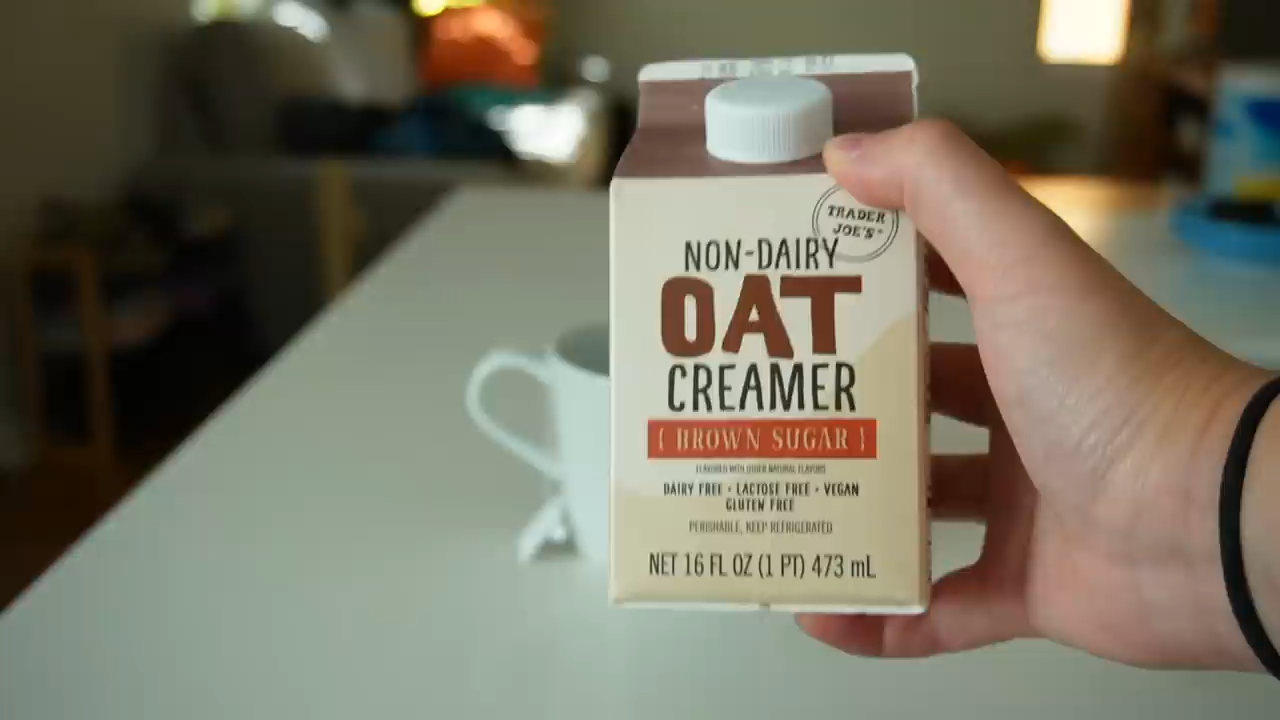 TRADER
JOE'S
NON-DAIRY
OAT
CREAMER
{ BROWN SUGAR }
FLAVORED WITH OTHER NATURAL FLAVORS
DAIRY FREE • LACTOSE FREE • VEGAN
GLUTEN FREE
PERISHABLE, KEEP REFRIGERATED
NET 16 FL OZ (1 PT) 473 mL